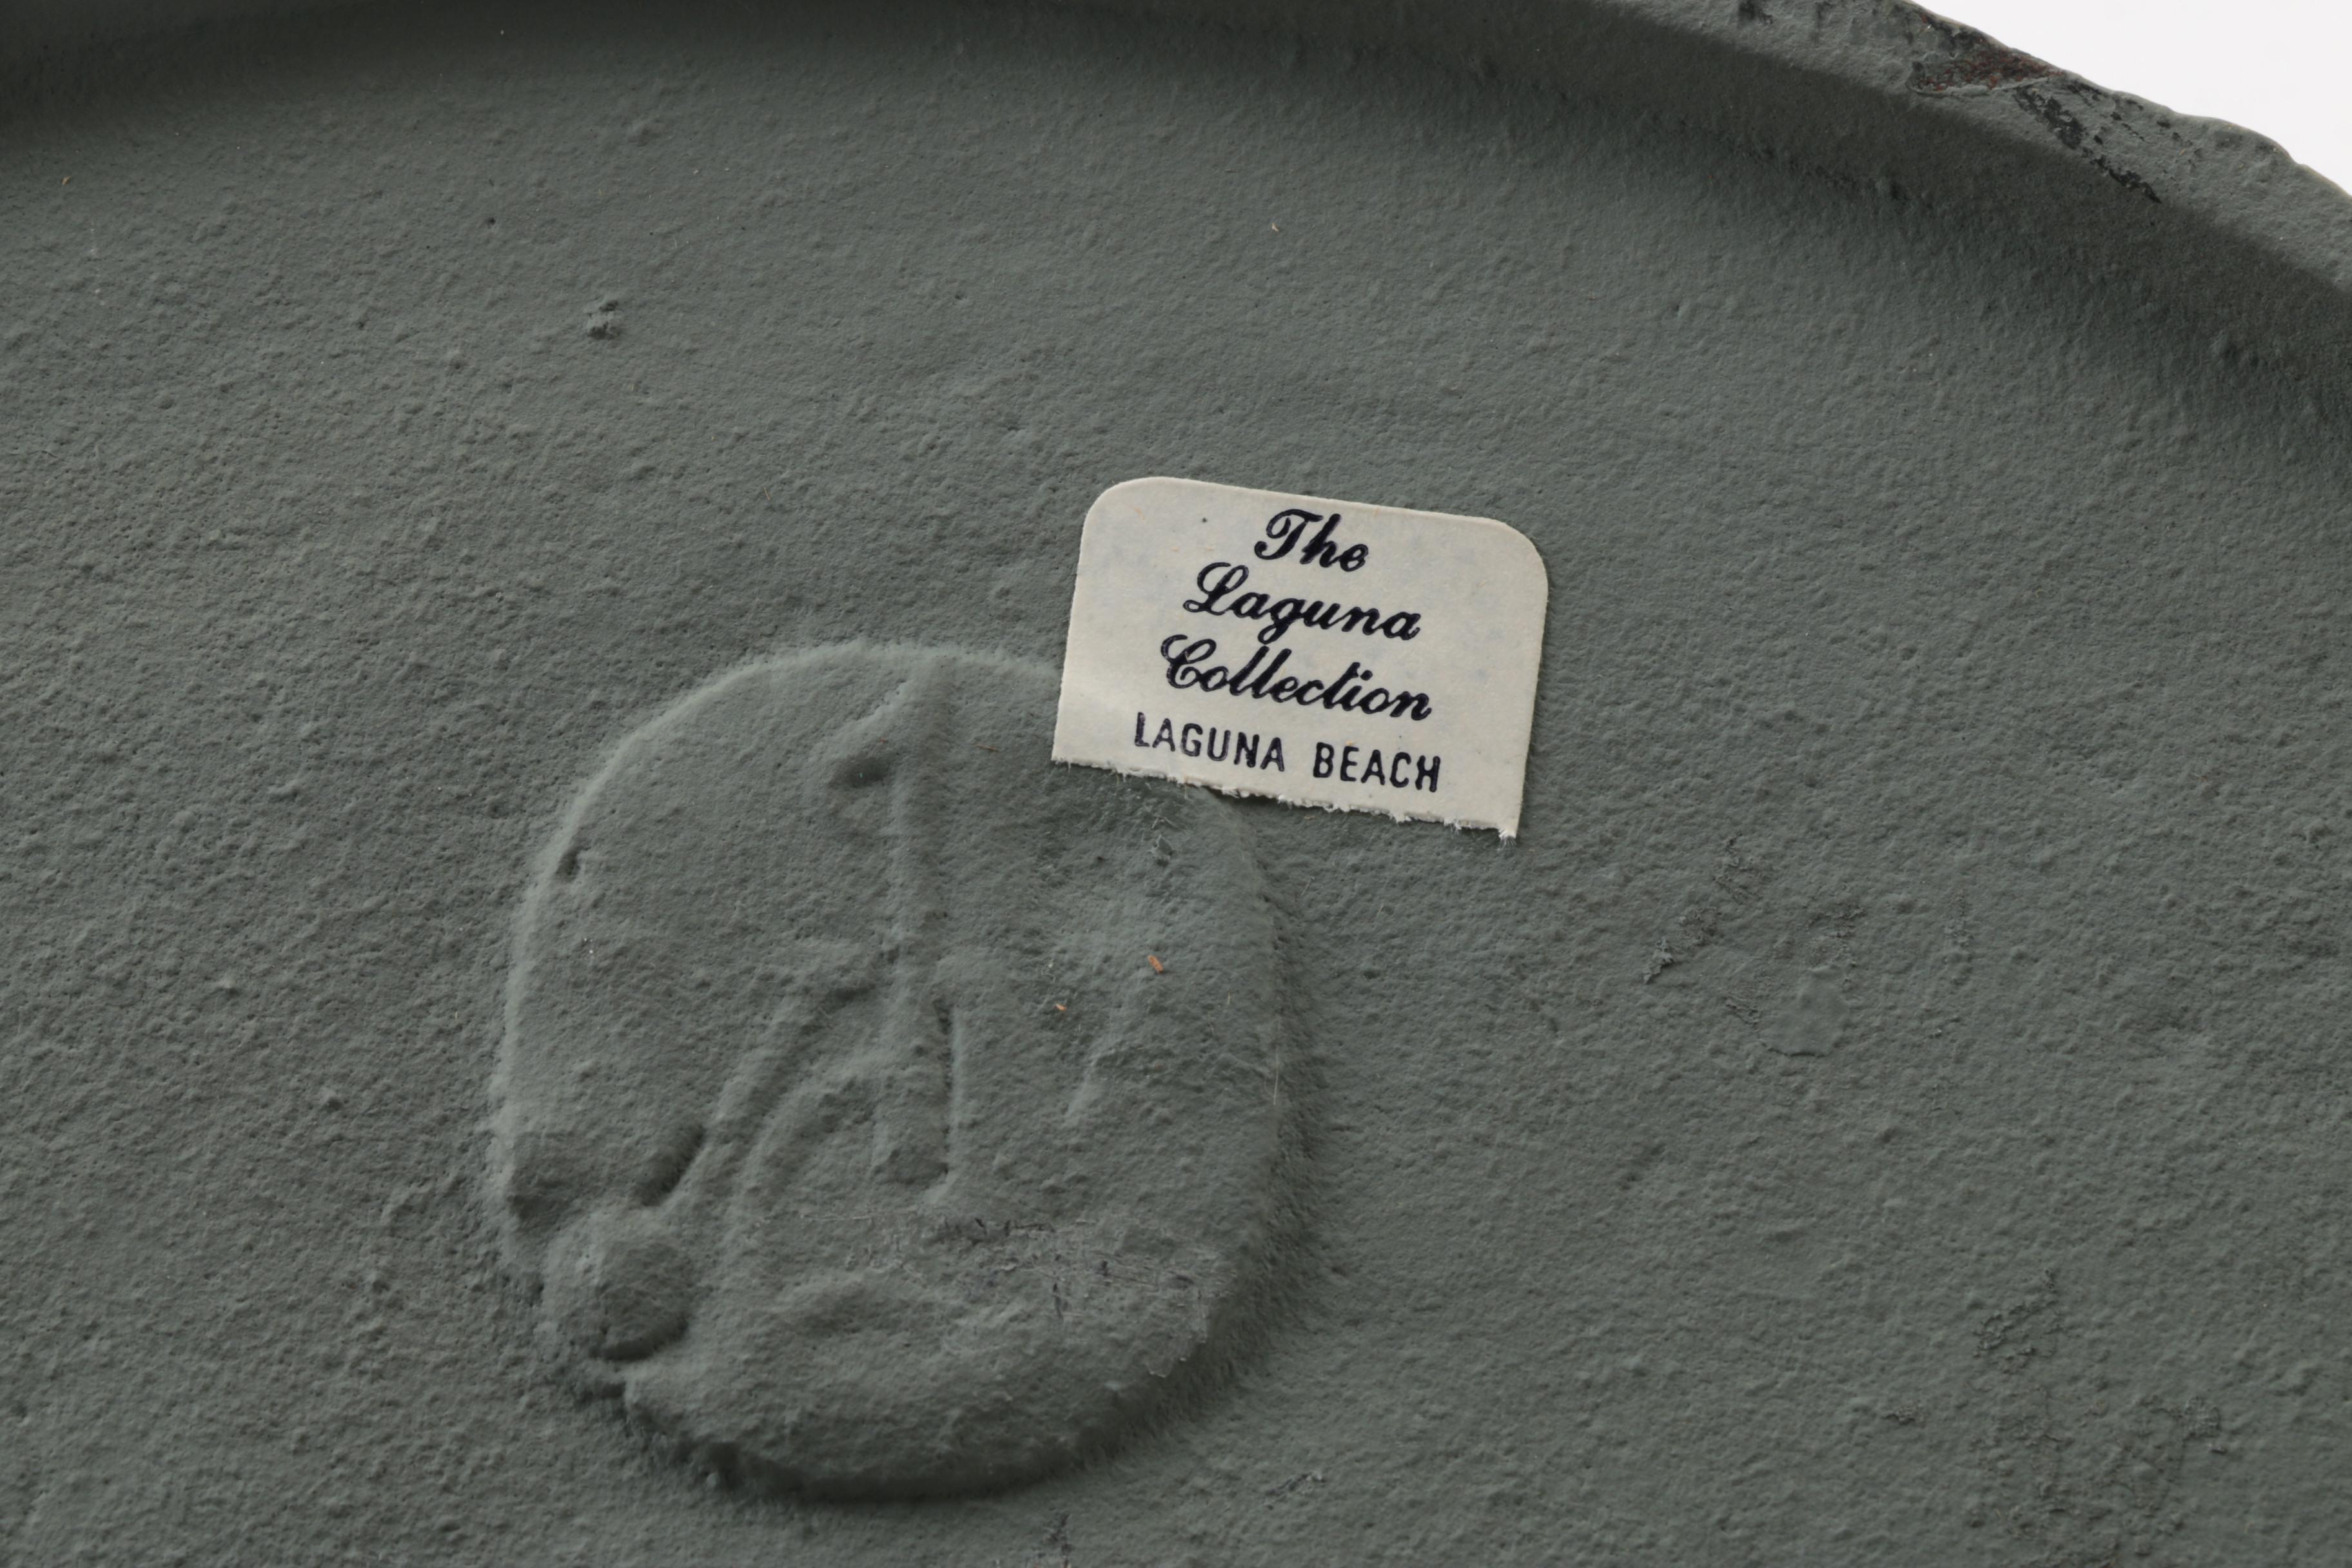 The
Laguna
Collection
LAGUNA BEACH